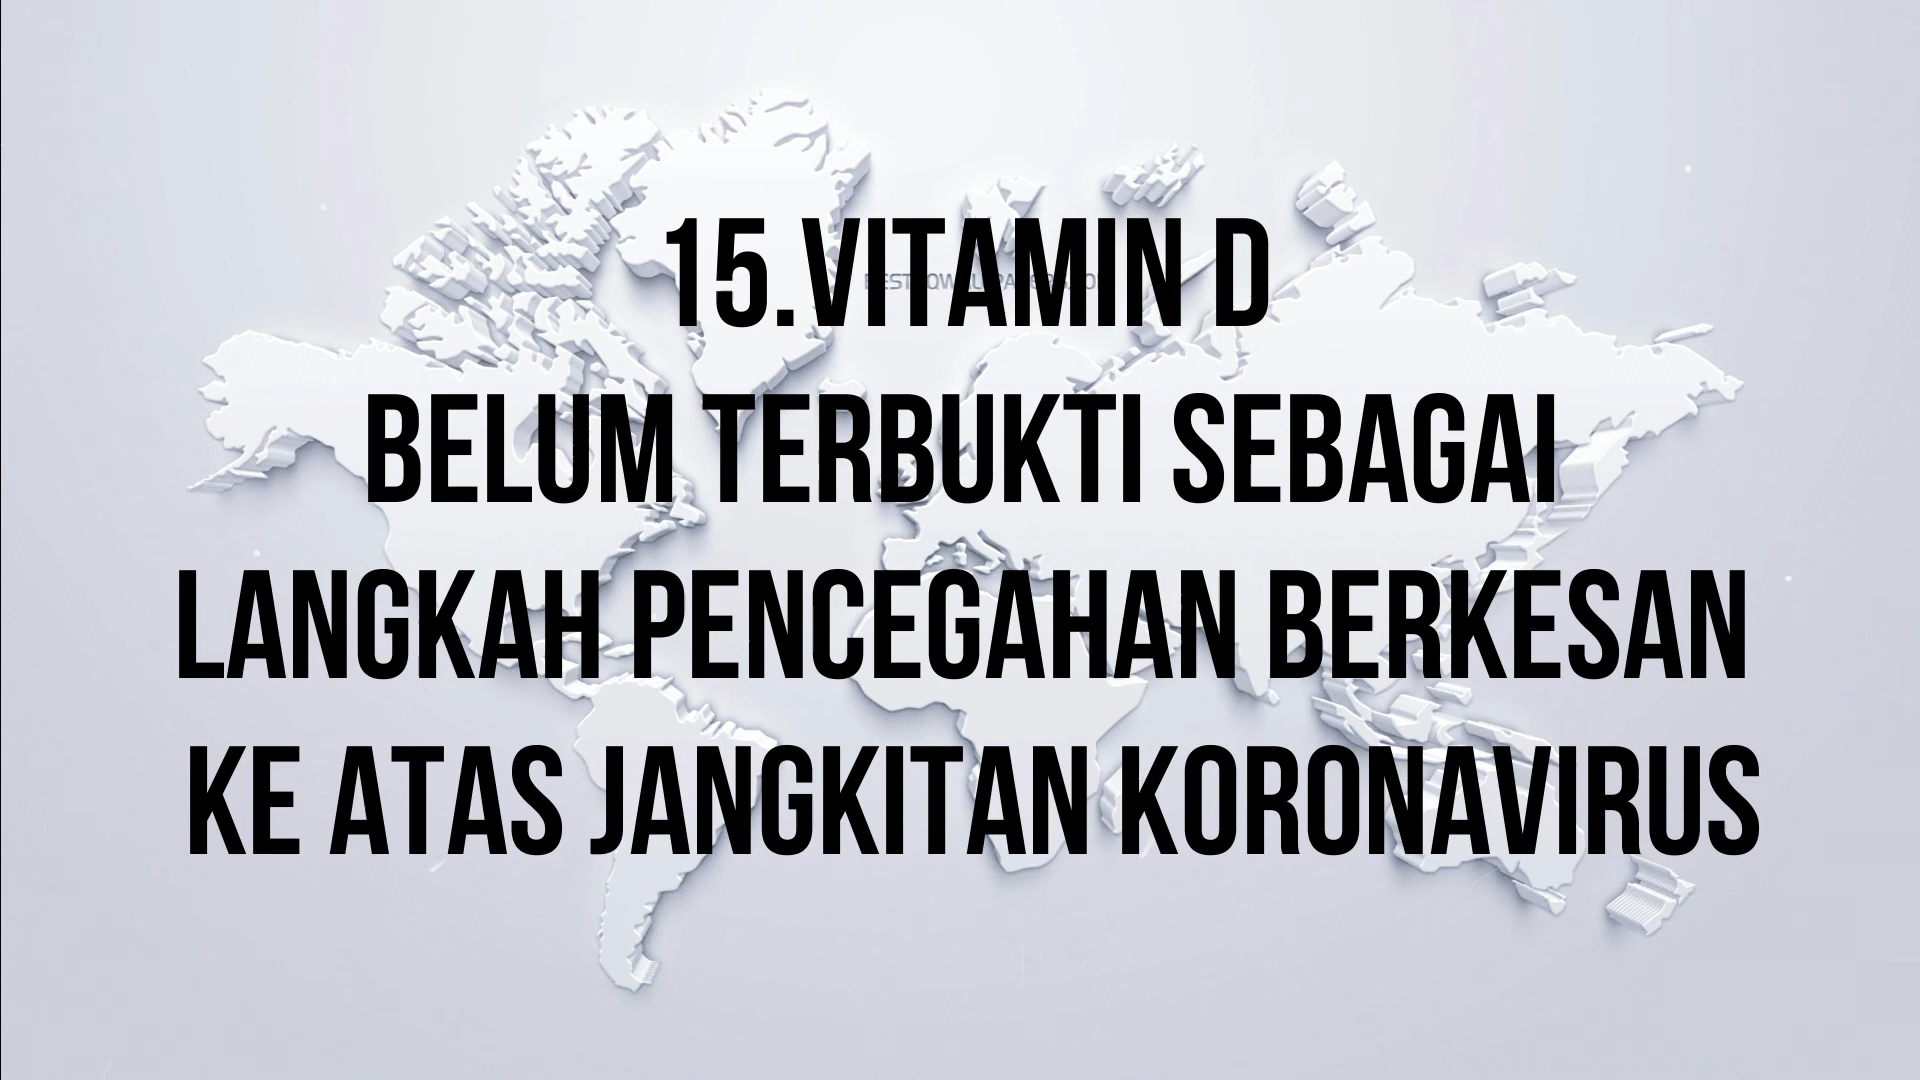 15.VITAMIN D
BELUM TERBUKTI SEBAGAI
LANGKAH PENCEGAHAN BERKESAN
KE ATAS JANGKITAN KORONAVIRUS